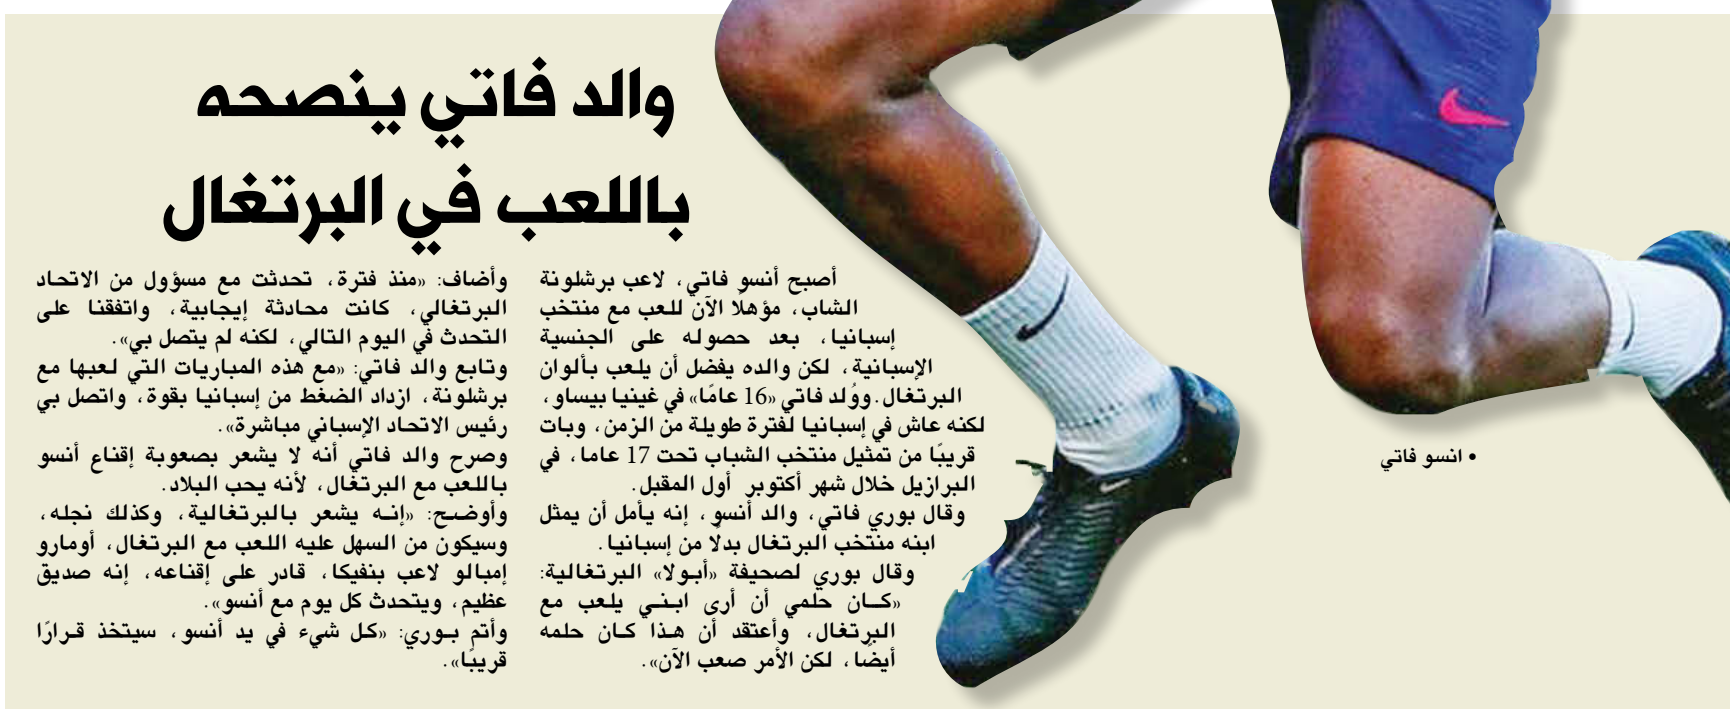 والد فاتي ينصحه
باللعب في البرتغال
أصبح أنسو فاتي، لاعب برشلونة
الشاب، مؤهلًا الآن للعب مع منتخب
إسبانيا، بعد حصوله على الجنسية
الإسبانية، لكن والده يفضل أن يلعب بألوان
البرتغال. ووُلد فاتي «16 عامًا» في غينيا بيساو،
لكنه عاش في إسبانيا لفترة طويلة من الزمن، وبات
قريبًا من تمثيل منتخب الشباب تحت 17 عاما، في
البرازيل خلال شهر أكتوبر أول المقبل.
وقال بوري فاتي، والد أنسو، إنه يأمل أن يمثل
ابنه منتخب البرتغال بدلًا من إسبانيا.
وقال بوري لصحيفة «أبولا» البرتغالية:
«كان حلمي أن أرى ابني يلعب مع
البرتغال، وأعتقد أن هذا كان حلمه
أيضًا، لكن الأمر صعب الآن».
وأضاف: «منذ فترة، تحدثت مع مسؤول من الاتحاد
البرتغالي، كانت محادثة إيجابية، واتفقنا على
التحدث في اليوم التالي، لكنه لم يتصل بي».
وتابع والد فاتي: «مع هذه المباريات التي لعبها مع
برشلونة، ازداد الضغط من إسبانيا بقوة، واتصل بي
رئيس الاتحاد الإسباني مباشرة».
وصرح والد فاتي أنه لا يشعر بصعوبة إقناع أنسو
باللعب مع البرتغال، لأنه يحب البلاد.
وأوضح: «إنه يشعر بالبرتغالية، وكذلك نجله،
وسيكون من السهل عليه اللعب مع البرتغال، أومارو
إمبالو لاعب بنفيكا، قادر على إقناعه، إنه صديق
عظيم، ويتحدث كل يوم مع أنسو».
وأتم بوري: «كل شيء في يد أنسو، سيتخذ قرارًا
قريبًا».
• انسو فاتي